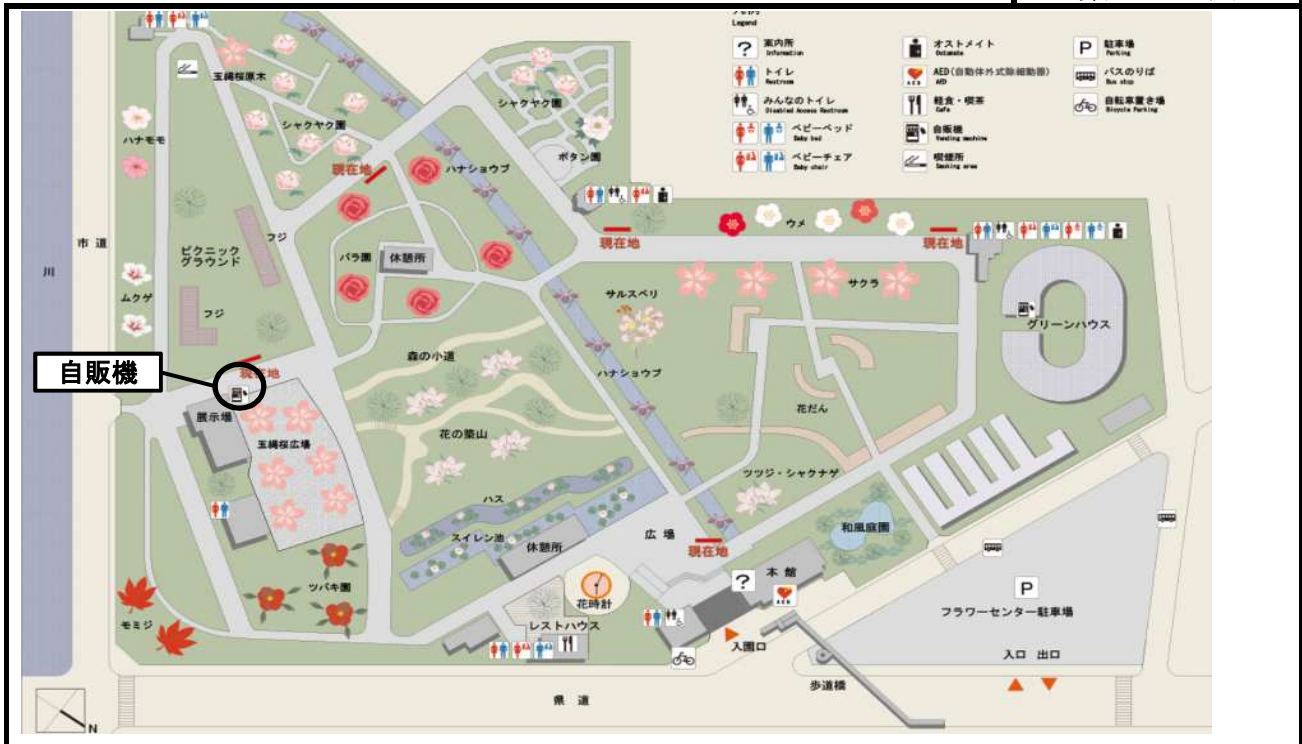 Legend
? 案内所
Information
トイレ
Restroom
みんなのトイレ
Disabled Access Restroom
ベビーベッド
Baby bed
ベビーチェア
Baby chair
オストメイト
Ostomate
AED(自動体外式除細動器)
AED
軽食・喫茶
Cafe
自販機
Vending machine
喫煙所
Smoking area
P 駐車場
Parking
バスのりば
Bus stop
自転車置き場
Bicycle Parking
玉縄桜原木
シャクヤク園
シャクヤク園
ボタン園
ハナモモ
現在地
ハナショウブ
市道
川
ピクニック
グラウンド
フジ
バラ園
休憩所
現在地
ウメ
現在地
ムクゲ
フジ
サルスベリ
サクラ
グリーンハウス
自販機
現在地
森の小道
ハナショウブ
展示場
玉縄桜広場
花の築山
花だん
ツツジ・シャクナゲ
ハス
スイレン池
休憩所
広場
現在地
和風庭園
ツバキ園
モミジ
花時計
?
本館
AED
レストハウス
入園口
P
フラワーセンター駐車場
入口 出口
歩道橋
県道
N